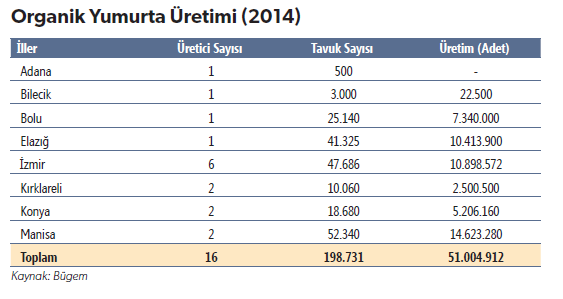 Organik Yumurta Üretimi (2014)
İller Üretici Sayısı Tavuk Sayısı Üretim (Adet)
Adana 1 500 -
Bilecik 1 3.000 22.500
Bolu 1 25.140 7.340.000
Elazığ 1 41.325 10.413.900
İzmir 6 47.686 10.898.572
Kırklareli 2 10.060 2.500.500
Konya 2 18.680 5.206.160
Manisa 2 52.340 14.623.280
Toplam 16 198.731 51.004.912
Kaynak: Bügem